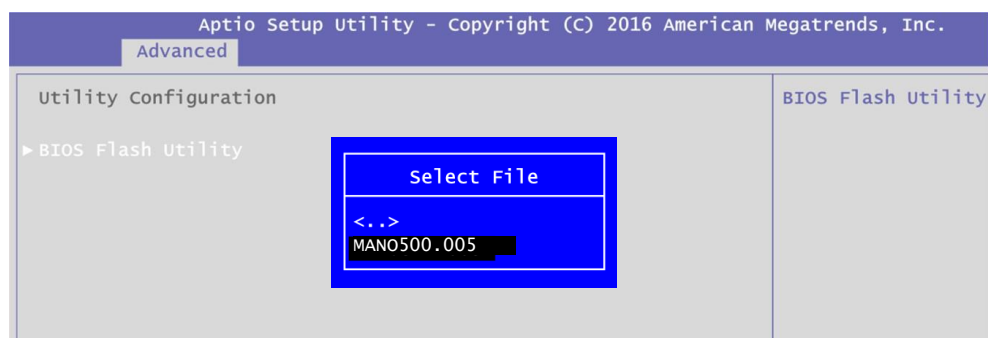 Aptio Setup Utility – Copyright (C) 2016 American Megatrends, Inc.
Advanced
Utility Configuration
BIOS Flash Utility
►BIOS Flash Utility
Select File
<..>
MANO500.005